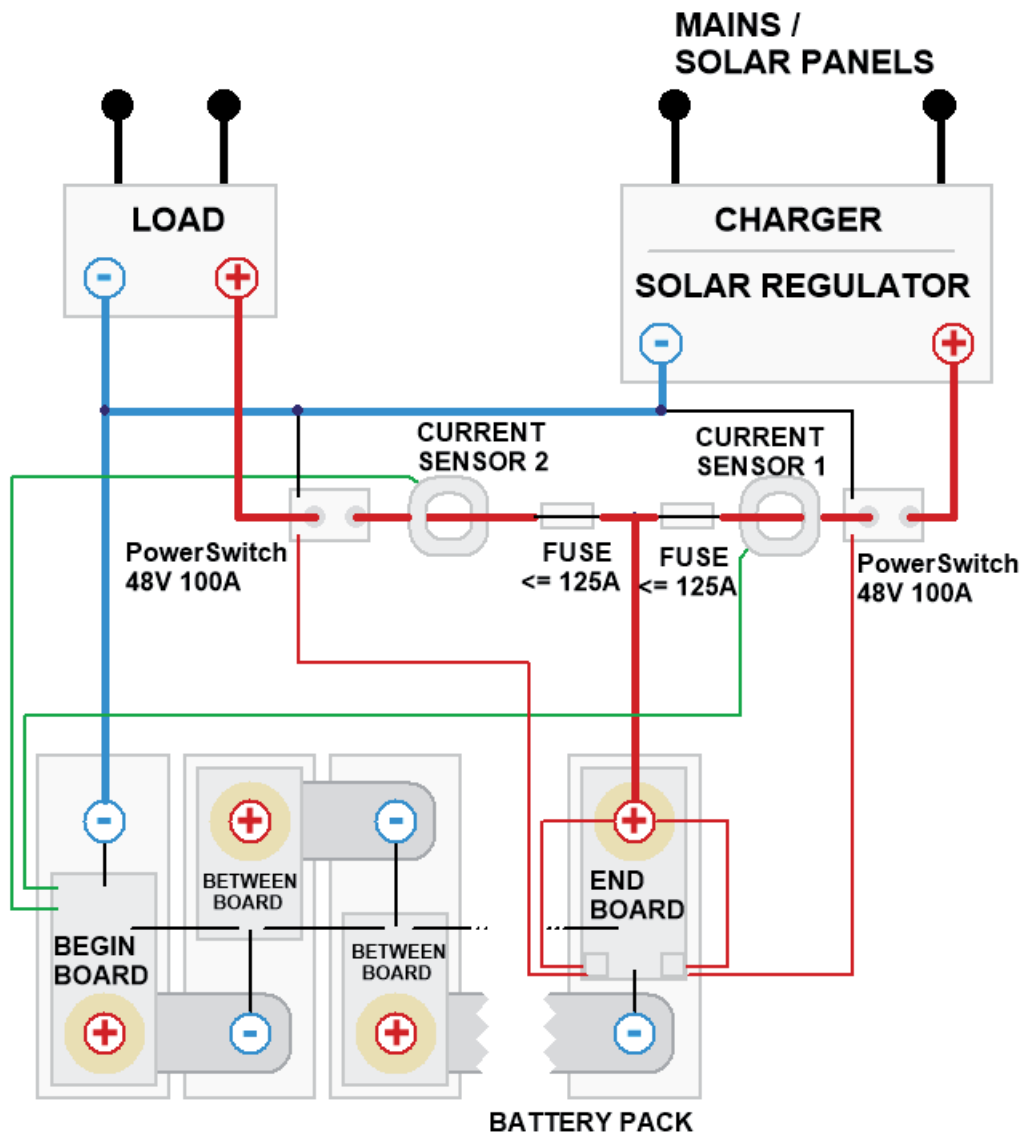 MAINS /
SOLAR PANELS
LOAD
-
+
CHARGER
SOLAR REGULATOR
-
+
CURRENT
SENSOR 2
CURRENT
SENSOR 1
PowerSwitch
48V 100A
FUSE
<= 125A
FUSE
<= 125A
PowerSwitch
48V 100A
-
+
BETWEEN
BOARD
-
+
END
BOARD
BEGIN
BOARD
BETWEEN
BOARD
+
-
+
-
BATTERY PACK